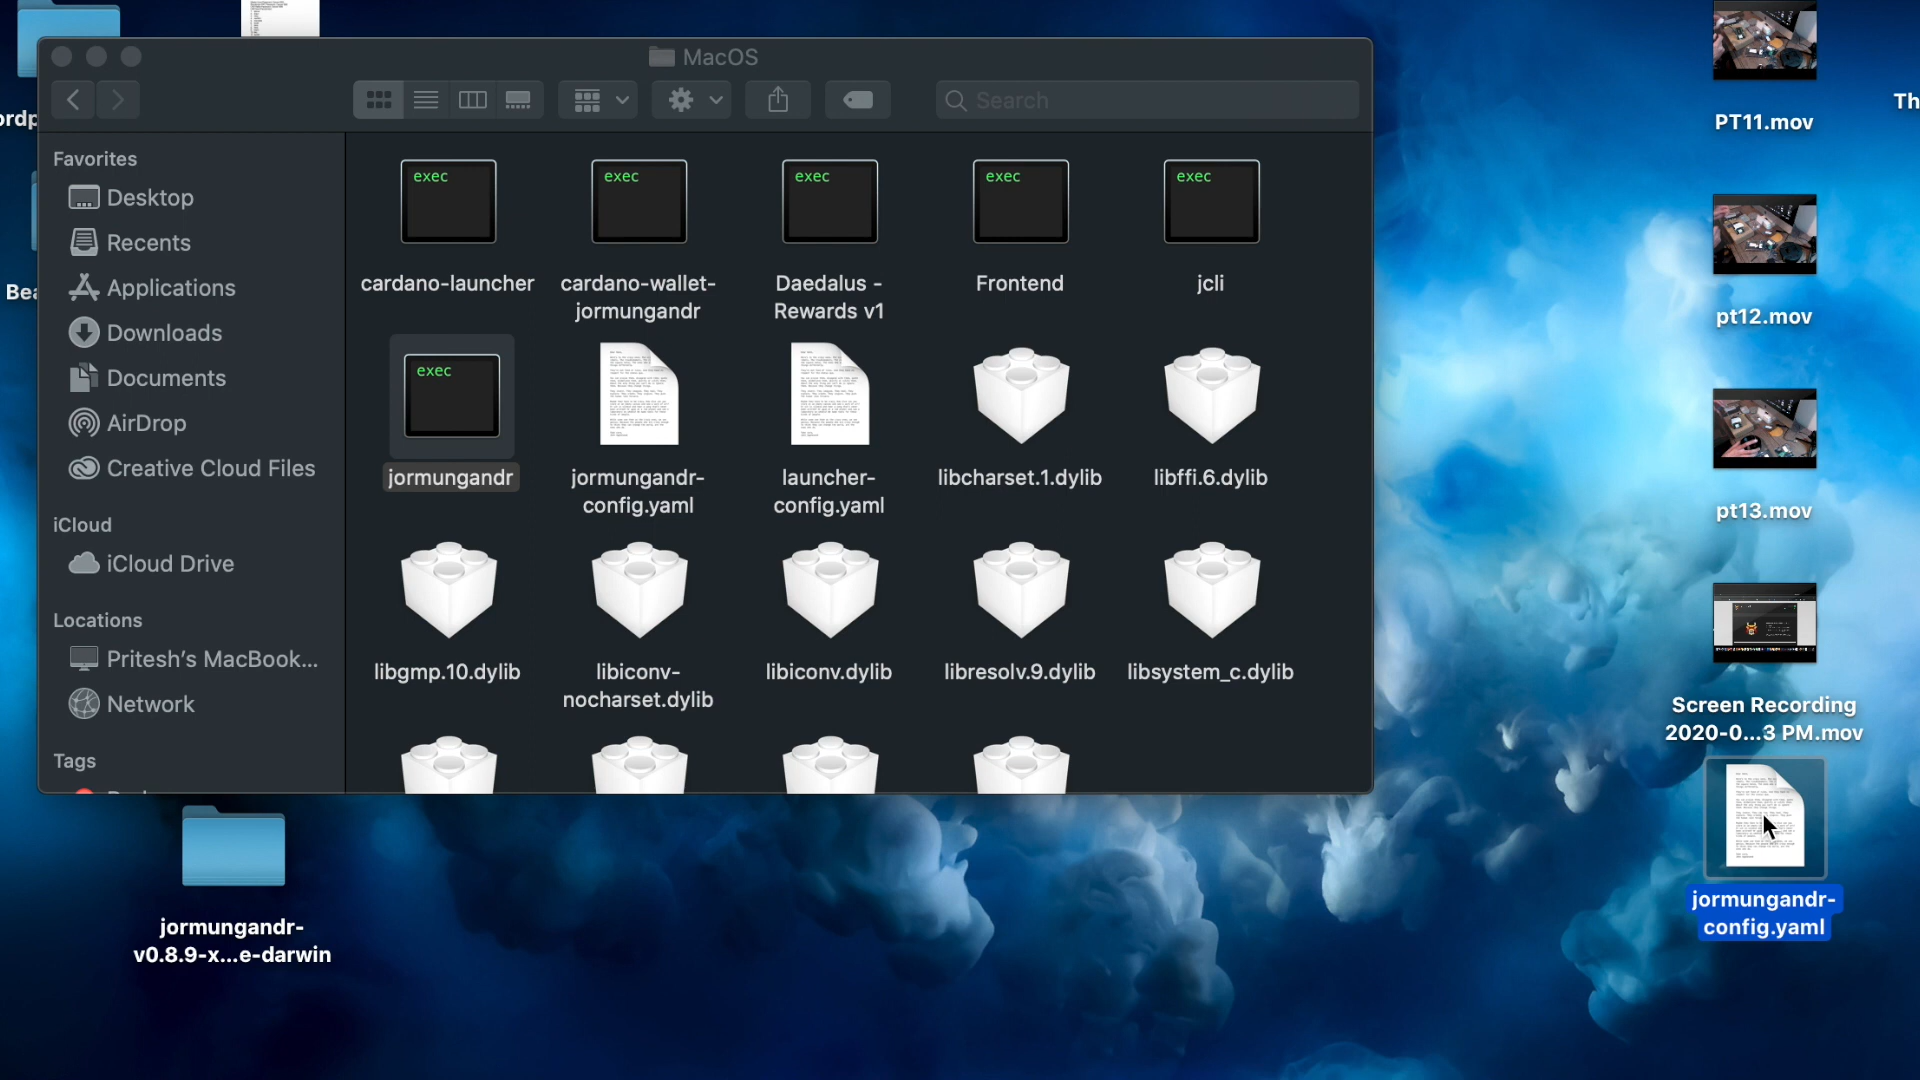 MacOS
Search
Favorites
Desktop
Recents
Applications
Downloads
Documents
AirDrop
Creative Cloud Files
iCloud
iCloud Drive
Locations
Pritesh's MacBook...
Network
Tags
exec
exec
exec
exec
exec
cardano-launcher
cardano-wallet-
jormungandr
Daedalus -
Rewards v1
Frontend
jcli
exec
jormungandr
jormungandr-
config.yaml
launcher-
config.yaml
libcharset.1.dylib
libffi.6.dylib
libgmp.10.dylib
libiconv-
nocharset.dylib
libiconv.dylib
libresolv.9.dylib
libsystem_c.dylib
jormungandr-
v0.8.9-x...e-darwin
PT11.mov
pt12.mov
pt13.mov
Screen Recording
2020-0...3 PM.mov
jormungandr-
config.yaml